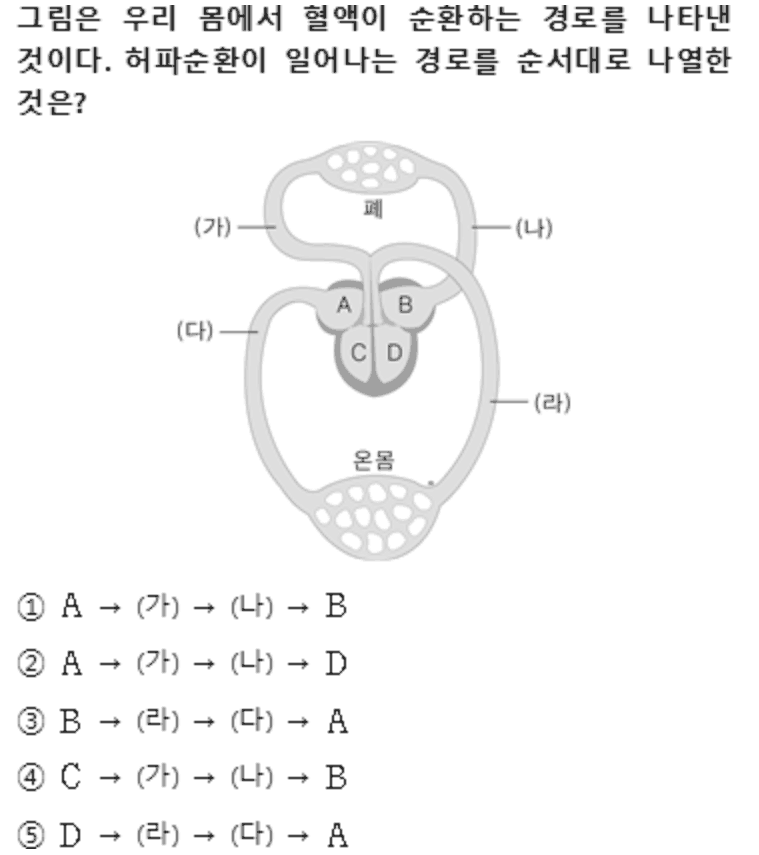 그림은 우리 몸에서 혈액이 순환하는 경로를 나타낸
것이다. 허파순환이 일어나는 경로를 순서대로 나열한
것은?
폐
(가)
(나)
A
B
(다)
C
D
(라)
온몸
① A → (가) → (나) → B
② A → (가) → (나) → D
③ B → (라) → (다) → A
④ C → (가) → (나) → B
⑤ D → (라) → (다) → A